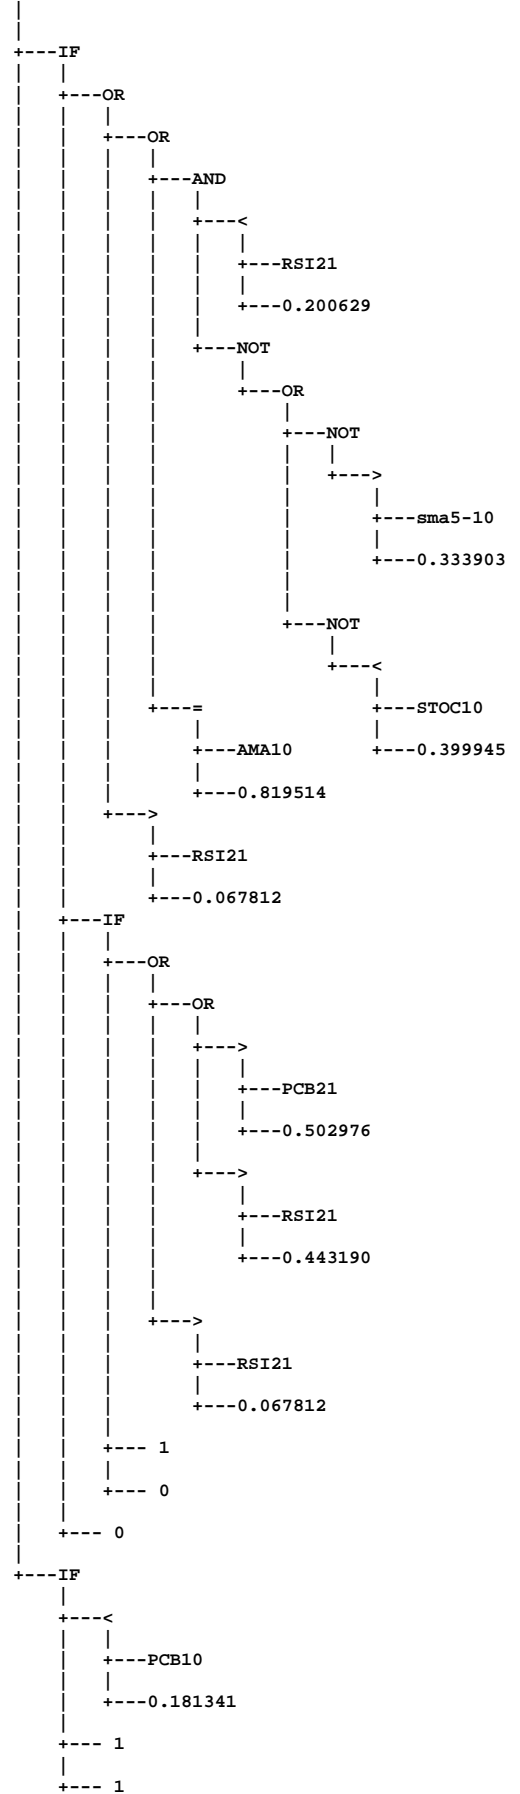 IF
OR
OR
AND
<
RSI21
0.200629
NOT
OR
NOT
>
sma5-10
0.333903
NOT
<
= STOC10
AMA10 0.399945
0.819514
>
RSI21
0.067812
IF
OR
OR
>
PCB21
0.502976
>
RSI21
0.443190
>
RSI21
0.067812
1
0
0
IF
<
PCB10
0.181341
1
1